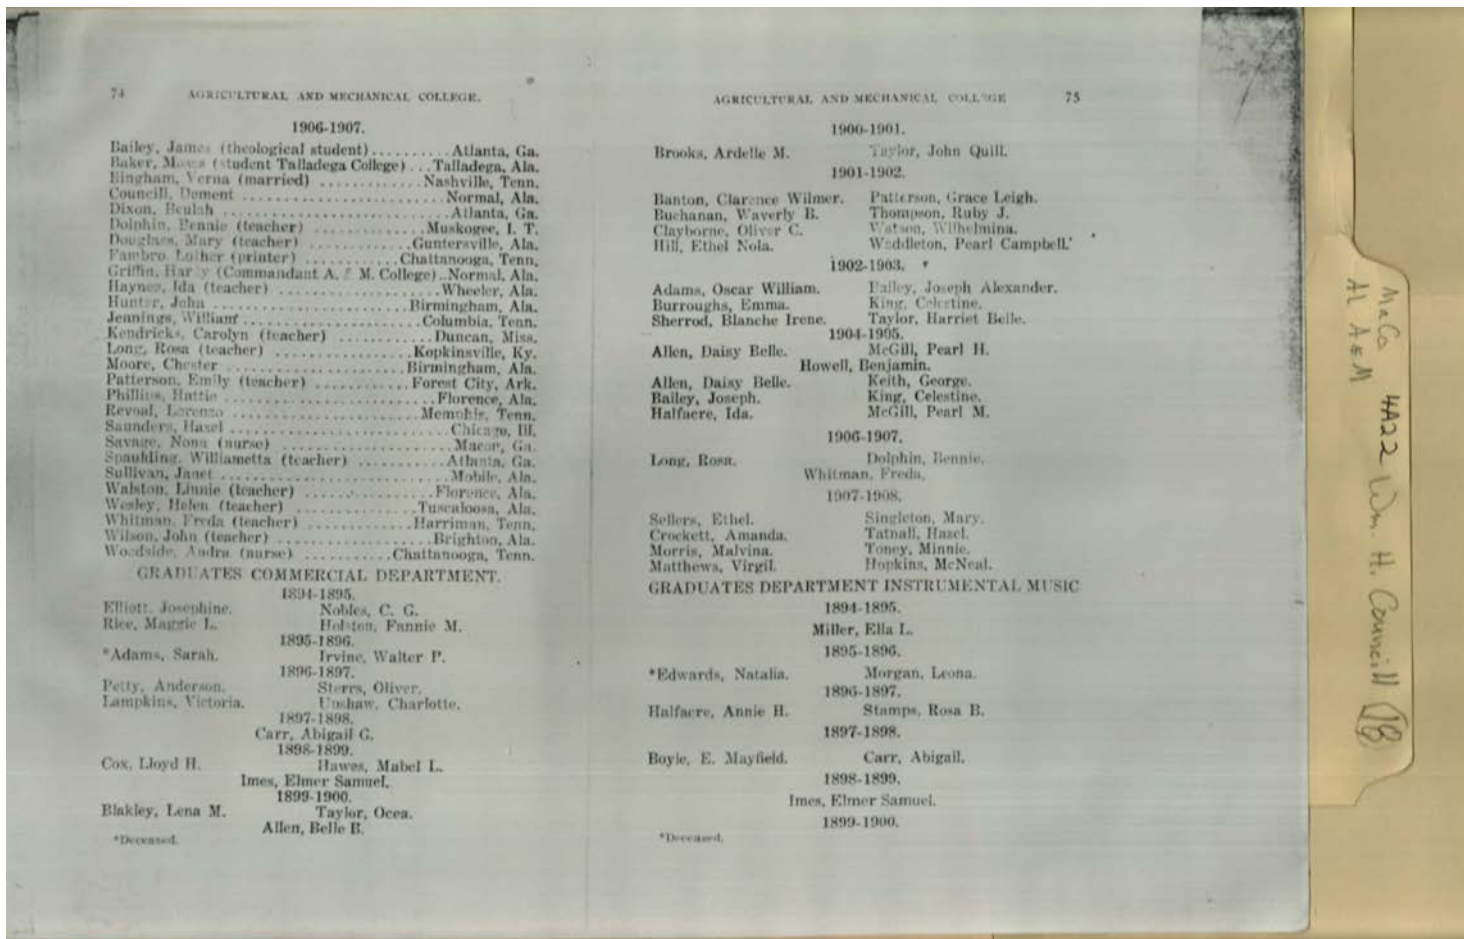 74 AGRICULTURAL AND MECHANICAL COLLEGE.
1906-1907.
Bailey, James (theological student) .......... Atlanta, Ga.
Baker, Moses (student Talladega College) ... Talladega, Ala.
Bingham, Verna (married) ............. Nashville, Tenn.
Councill, Dement ......................... Normal, Ala.
Dixon, Beulah ............................ Atlanta, Ga.
Dolphin, Bennie (teacher) ............... Muskogee, I. T.
Douglass, Mary (teacher) ............. Guntersville, Ala.
Fambro, Luther (printer) ............ Chattanooga, Tenn.
Griffin, Harry (Commandant A. & M. College) .. Normal, Ala.
Haynes, Ida (teacher) .................... Wheeler, Ala.
Hunter, John ......................... Birmingham, Ala.
Jennings, William ...................... Columbia, Tenn.
Kendricks, Carolyn (teacher) ............ Duncan, Miss.
Long, Rosa (teacher) ................. Kopkinsville, Ky.
Moore, Chester ....................... Birmingham, Ala.
Patterson, Emily (teacher) ........... Forest City, Ark.
Phillips, Hattie ........................ Florence, Ala.
Revoal, Lorenzo ....................... Memphis, Tenn.
Saunders, Hazel ........................ Chicago, Ill.
Savage, Nona (nurse) ..................... Macon, Ga.
Spaulding, Williametta (teacher) ........... Atlanta, Ga.
Sullivan, Janet ........................... Mobile, Ala.
Walston, Linnie (teacher) ............... Florence, Ala.
Wesley, Helen (teacher) ............... Tuscaloosa, Ala.
Whitman, Freda (teacher) ............. Harriman, Tenn.
Wilson, John (teacher) .................. Brighton, Ala.
Woodside, Audra (nurse) .......... Chattanooga, Tenn.
GRADUATES COMMERCIAL DEPARTMENT.
1894-1895.
Elliott, Josephine. Nobles, C. G.
Rice, Maggie L. Holston, Fannie M.
1895-1896.
*Adams, Sarah. Irvine, Walter P.
1896-1897.
Petty, Anderson. Sterrs, Oliver.
Lampkins, Victoria. Upshaw, Charlotte.
1897-1898.
Carr, Abigail G.
1898-1899.
Cox, Lloyd H. Hawes, Mabel L.
Imes, Elmer Samuel.
1899-1900.
Blakley, Lena M. Taylor, Ocea.
Allen, Belle B.
*Deceased.
AGRICULTURAL AND MECHANICAL COLLEGE 75
1900-1901.
Brooks, Ardelle M. Taylor, John Quill.
1901-1902.
Banton, Clarence Wilmer. Patterson, Grace Leigh.
Buchanan, Waverly B. Thompson, Ruby J.
Clayborne, Oliver C. Watson, Wilhelmina.
Hill, Ethel Nola. Weddleton, Pearl Campbell.
1902-1903.
Adams, Oscar William. Bailey, Joseph Alexander.
Burroughs, Emma. King, Celestine.
Sherrod, Blanche Irene. Taylor, Harriet Belle.
1904-1905.
Allen, Daisy Belle. McGill, Pearl H.
Howell, Benjamin.
Allen, Daisy Belle. Keith, George.
Bailey, Joseph. King, Celestine.
Halfacre, Ida. McGill, Pearl M.
1906-1907.
Long, Rosa. Dolphin, Bennie.
Whitman, Freda.
1907-1908.
Sellers, Ethel. Singleton, Mary.
Crockett, Amanda. Tatnall, Hazel.
Morris, Malvina. Toney, Minnie.
Matthews, Virgil. Hopkins, McNeal.
GRADUATES DEPARTMENT INSTRUMENTAL MUSIC
1894-1895.
Miller, Ella L.
1895-1896.
*Edwards, Natalia. Morgan, Leona.
1896-1897.
Halfacre, Annie H. Stamps, Rosa B.
1897-1898.
Boyle, E. Mayfield. Carr, Abigail.
1898-1899.
Imes, Elmer Samuel.
1899-1900.
*Deceased.
MaCo 4A22 Wm. H. Councill 18
AL A&M